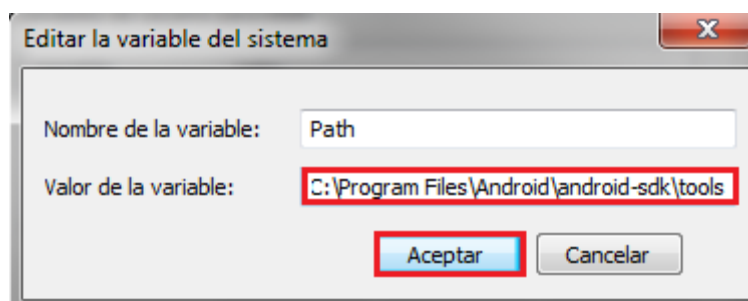 Editar la variable del sistema
Nombre de la variable: Path
Valor de la variable: C:\Program Files\Android\android-sdk\tools
Aceptar Cancelar